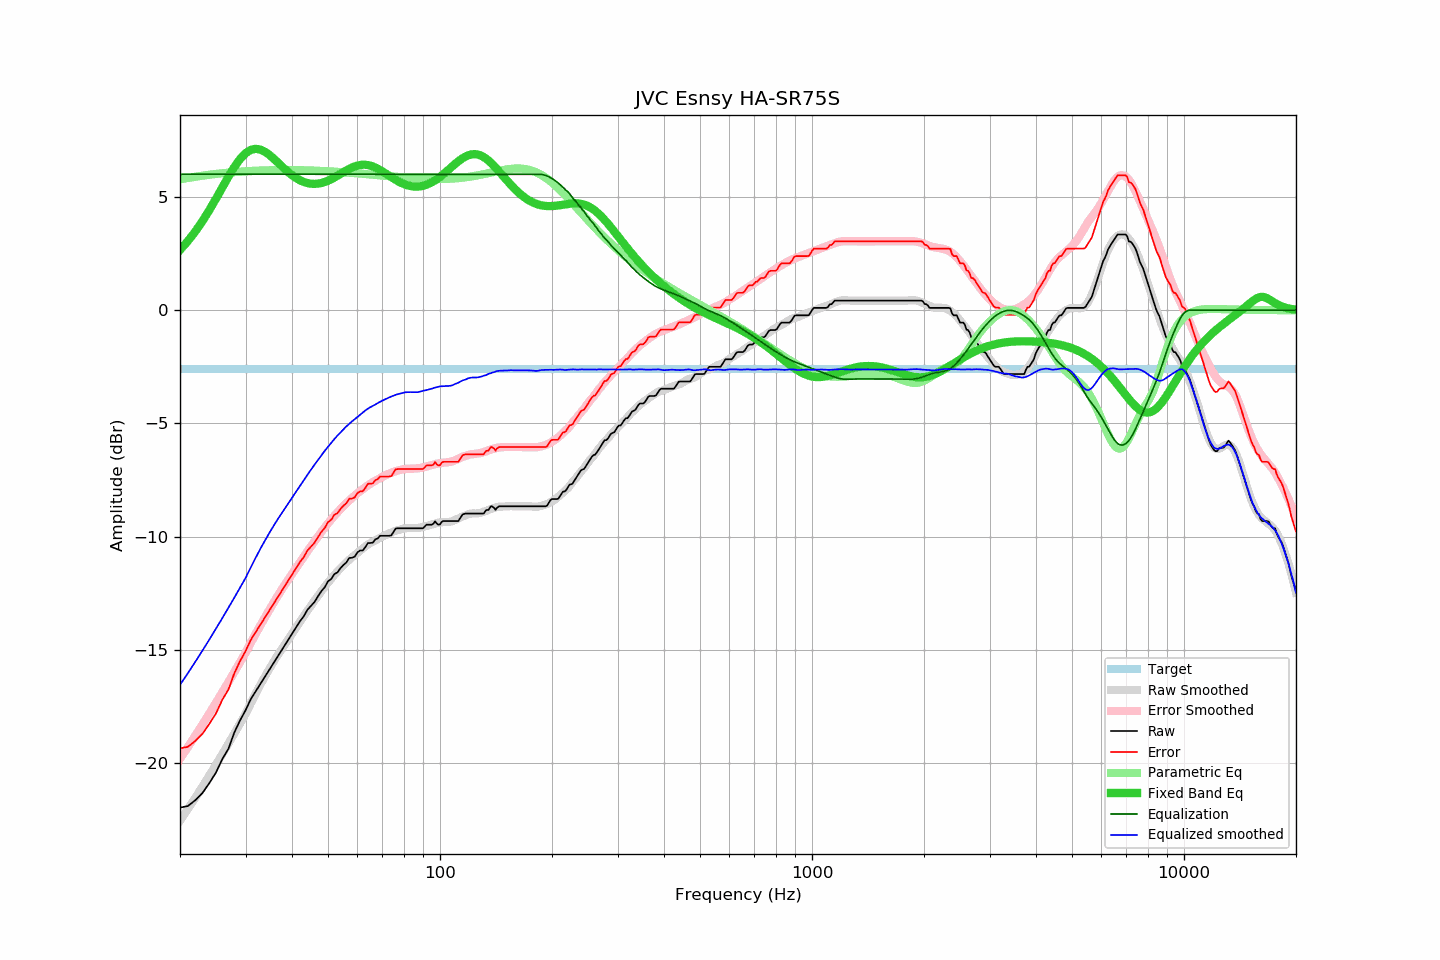 JVC Esnsy HA-SR75S
Amplitude (dBr)
5
0
−5
−10
−15
−20
100
1000
10000
Frequency (Hz)
Target
Raw Smoothed
Error Smoothed
Raw
Error
Parametric Eq
Fixed Band Eq
Equalization
Equalized smoothed